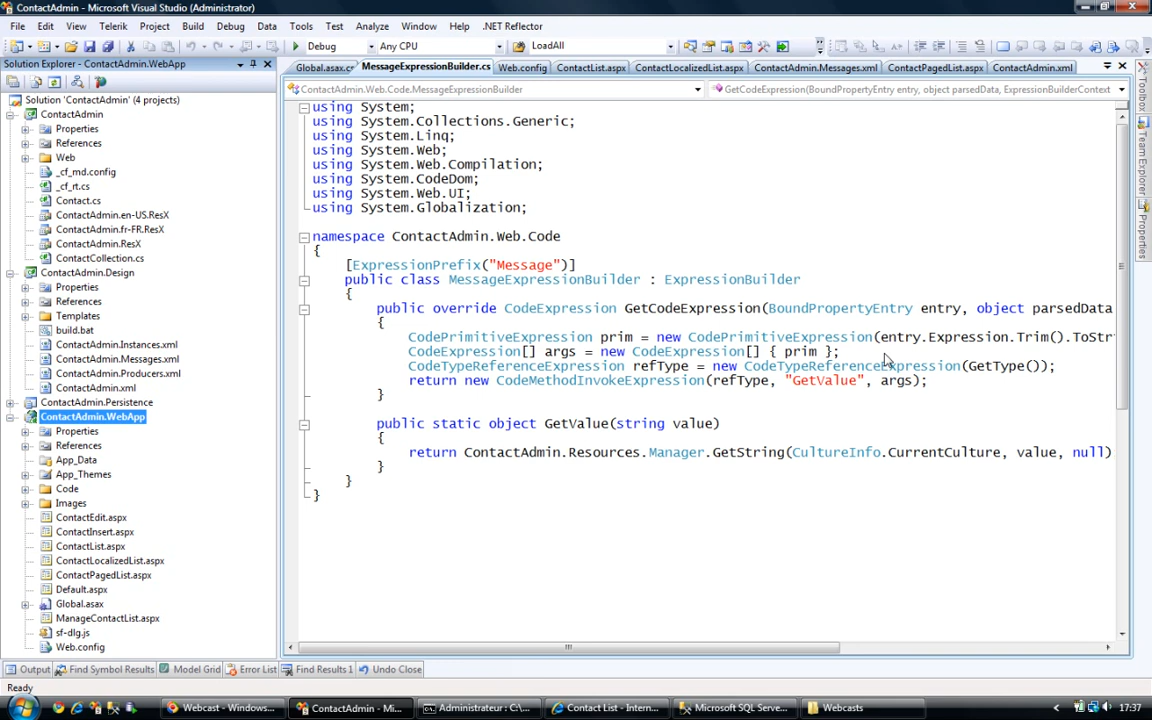 ContactAdmin - Microsoft Visual Studio (Administrator)
File Edit View Telerik Project Build Debug Data Tools Test Analyze Window Help .NET Reflector
Debug Any CPU LoadAll
Solution Explorer - ContactAdmin.WebApp
Global.asax.cs MessageExpressionBuilder.cs Web.config ContactList.aspx ContactLocalizedList.aspx ContactAdmin.Messages.xml ContactPagedList.aspx ContactAdmin.xml
ContactAdmin.Web.Code.MessageExpressionBuilder GetCodeExpression(BoundPropertyEntry entry, object parsedData, ExpressionBuilderContext
Solution 'ContactAdmin' (4 projects)
ContactAdmin
Properties
References
Web
_cf_md.config
_cf_rt.cs
Contact.cs
ContactAdmin.en-US.ResX
ContactAdmin.fr-FR.ResX
ContactAdmin.ResX
ContactCollection.cs
ContactAdmin.Design
Properties
References
Templates
build.bat
ContactAdmin.Instances.xml
ContactAdmin.Messages.xml
ContactAdmin.Producers.xml
ContactAdmin.xml
ContactAdmin.Persistence
ContactAdmin.WebApp
Properties
References
App_Data
App_Themes
Code
Images
ContactEdit.aspx
ContactInsert.aspx
ContactList.aspx
ContactLocalizedList.aspx
ContactPagedList.aspx
Default.aspx
Global.asax
ManageContactList.aspx
sf-dlg.js
Web.config
using System;
using System.Collections.Generic;
using System.Linq;
using System.Web;
using System.Web.Compilation;
using System.CodeDom;
using System.Web.UI;
using System.Globalization;
namespace ContactAdmin.Web.Code
{
[ExpressionPrefix("Message")]
public class MessageExpressionBuilder : ExpressionBuilder
{
public override CodeExpression GetCodeExpression(BoundPropertyEntry entry, object parsedData
{
CodePrimitiveExpression prim = new CodePrimitiveExpression(entry.Expression.Trim().ToStr
CodeExpression[] args = new CodeExpression[] { prim };
CodeTypeReferenceExpression refType = new CodeTypeReferenceExpression(GetType());
return new CodeMethodInvokeExpression(refType, "GetValue", args);
}
public static object GetValue(string value)
{
return ContactAdmin.Resources.Manager.GetString(CultureInfo.CurrentCulture, value, null)
}
}
}
Toolbox
Team Explorer
Properties
Output Find Symbol Results Model Grid Error List Find Results 1 Undo Close
Ready
Webcast - Windows... ContactAdmin - Mi... Administrateur : C:\... Contact List - Intern... Microsoft SQL Serve... Webcasts 17:37